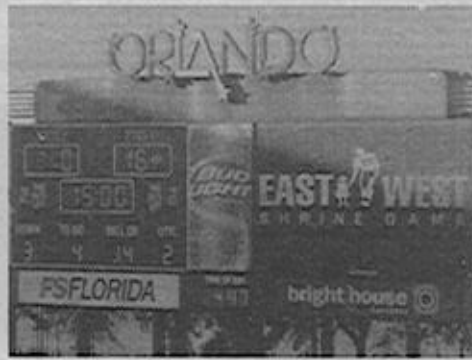 ORLANDO
15:00
BUD
LIGHT
EAST WEST
SHRINE GAME
DOWN TO GO BALL ON QTR
3 4 14 2
FSFLORIDA
bright house